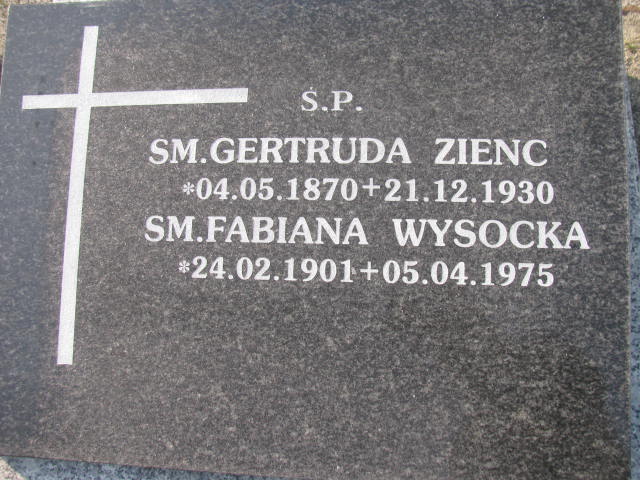 Ś.P.
SM.GERTRUDA ZIENC
*04.05.1870+21.12.1930
SM.FABIANA WYSOCKA
*24.02.1901+05.04.1975